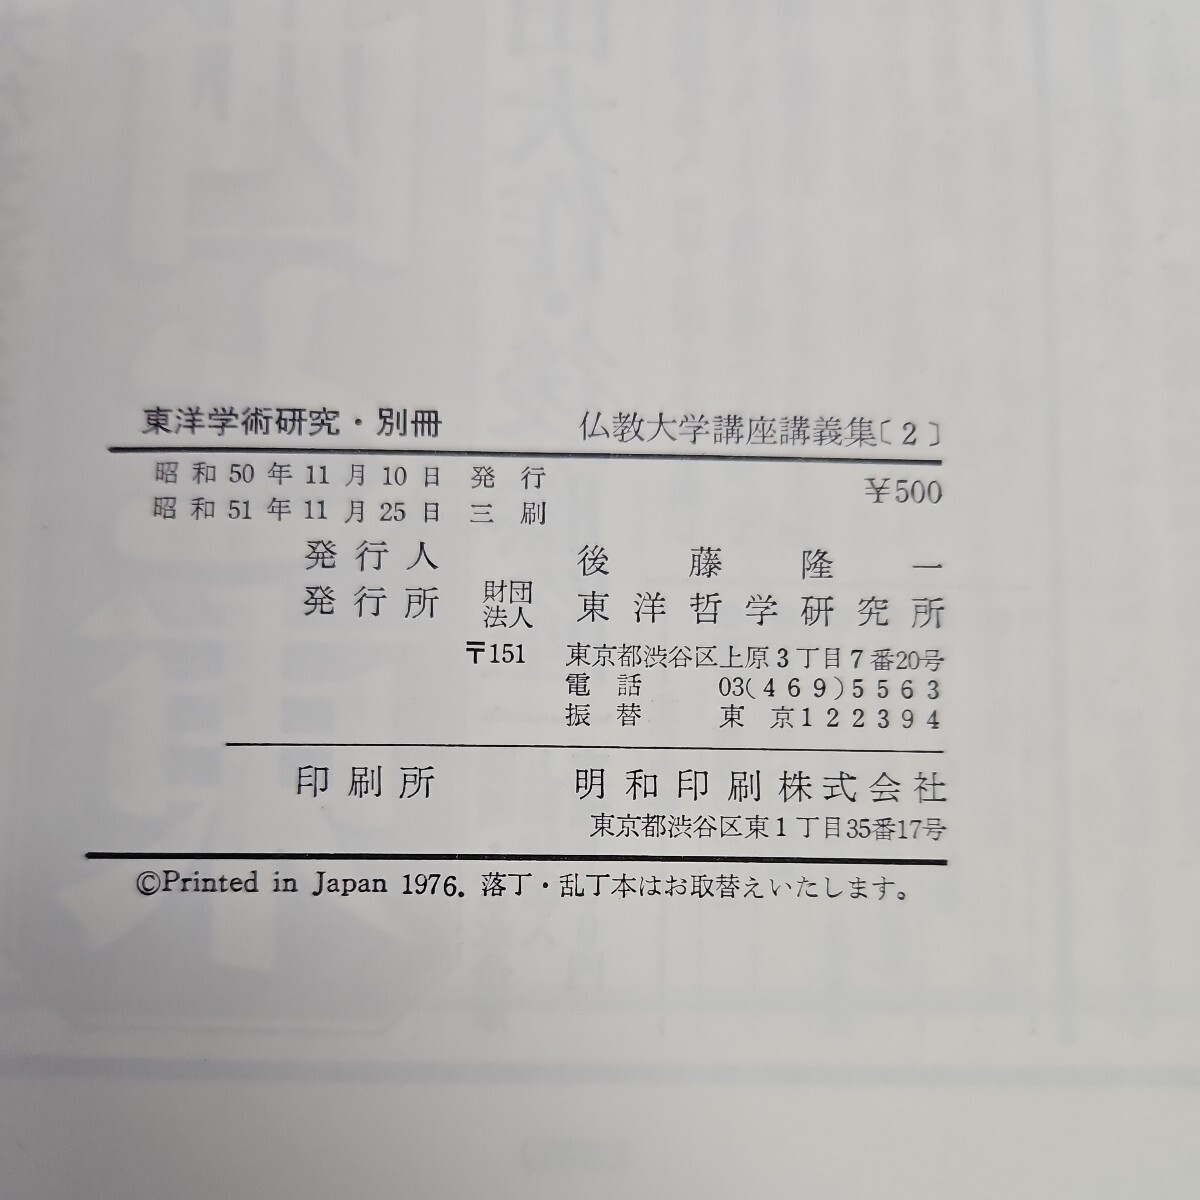 東洋学術研究・別冊　仏教大学講座講義集〔2〕
昭和50年11月10日 発行
昭和51年11月25日 三刷
¥500
発行人　後藤隆一
発行所　財団法人　東洋哲学研究所
〒151　東京都渋谷区上原3丁目7番20号
電話　03(469)5563
振替　東京122394
印刷所　明和印刷株式会社
東京都渋谷区東1丁目35番17号
©Printed in Japan 1976. 落丁・乱丁本はお取替えいたします。